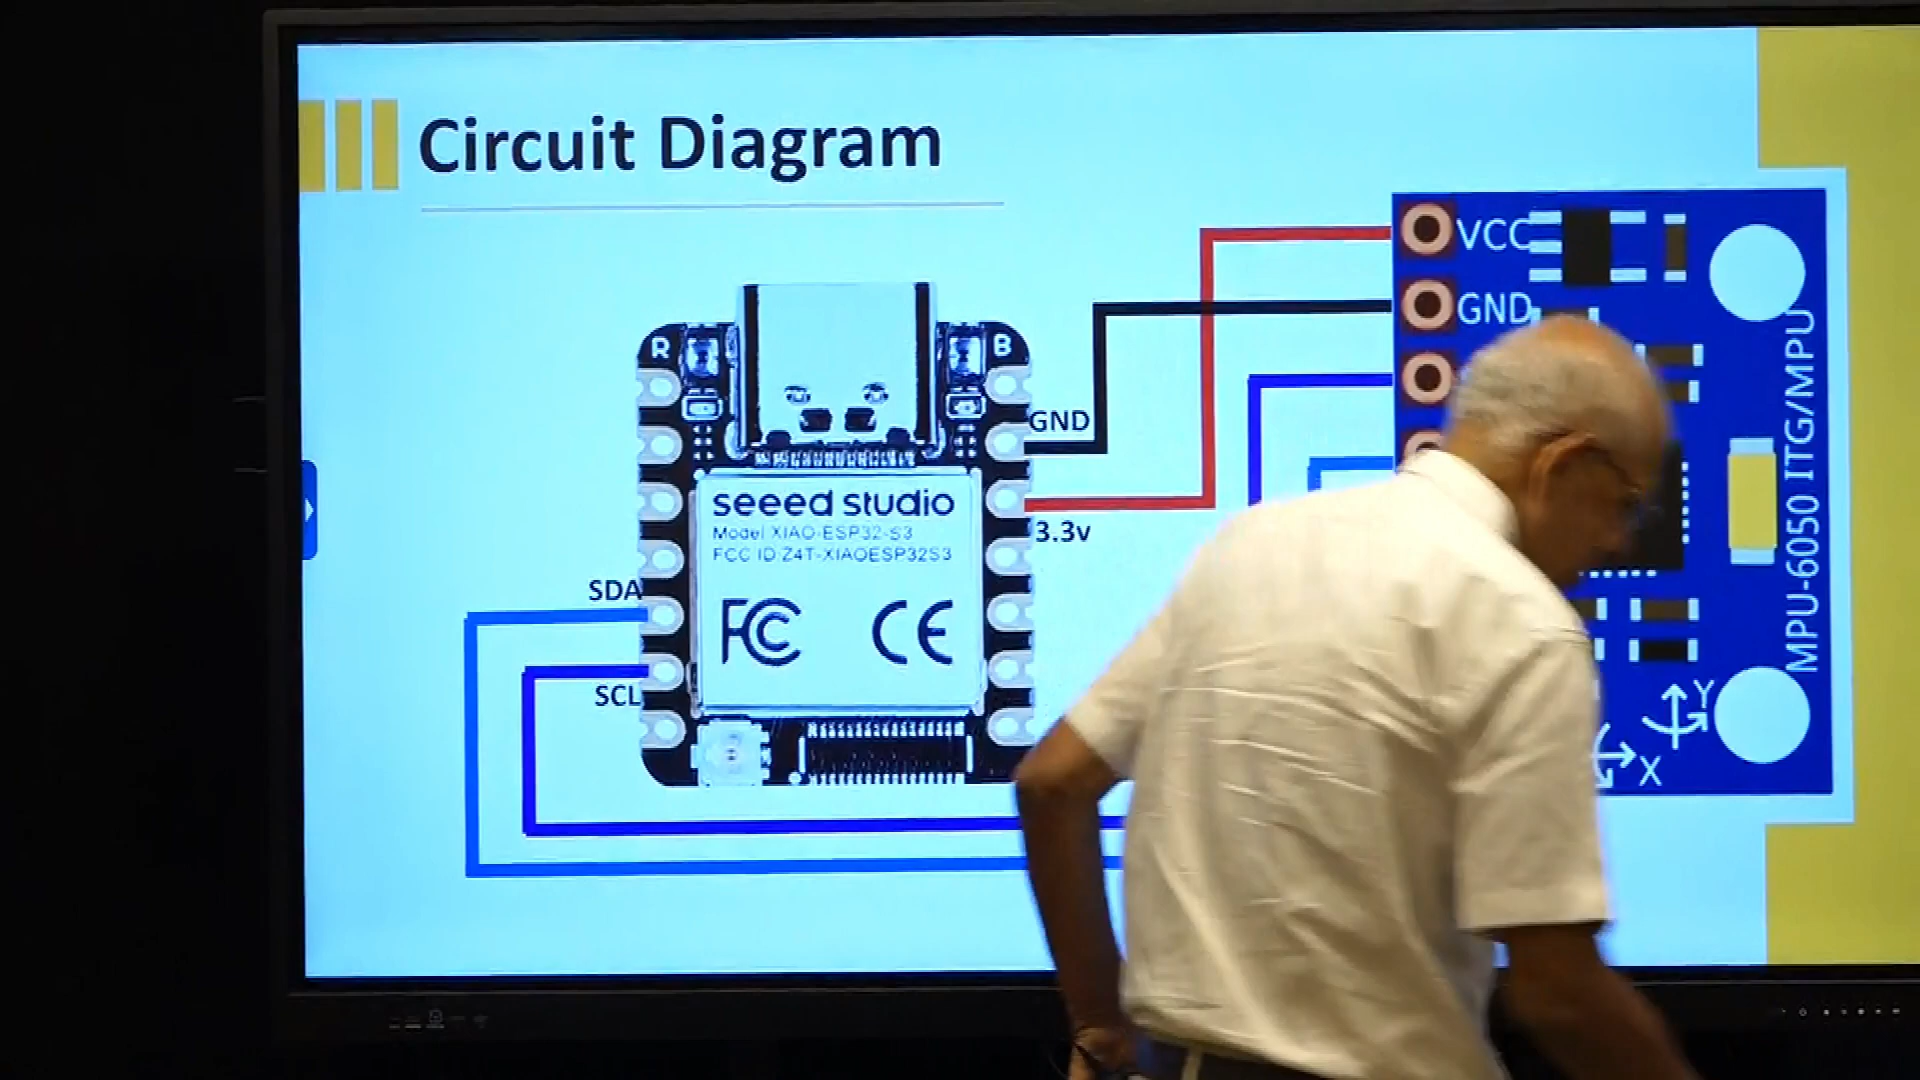 Circuit Diagram
VCC
GND
R
B
GND
seeed studio
Model XIAO-ESP32-S3
FCC ID Z4T-XIAOESP32S3
3.3v
SDA
FC CE
SCL
MPU-6050 ITG/MPU
Y
X